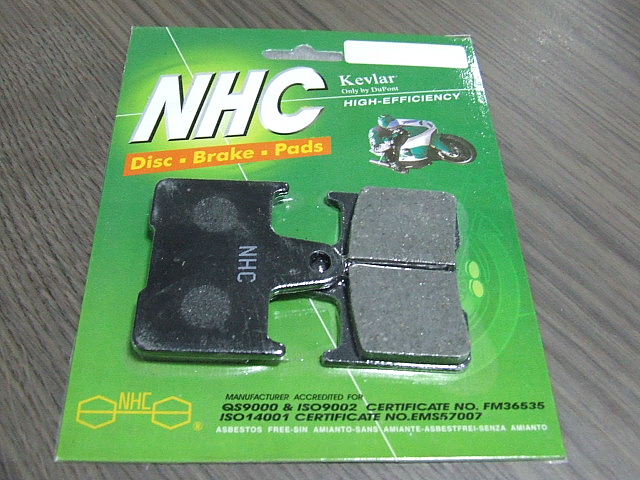 NHC
Kevlar®
Only by DuPont
HIGH-EFFICIENCY
Disc • Brake • Pads
NHC
NHC
®
MANUFACTURER ACCREDITED FOR
QS9000 & ISO9002 CERTIFICATE NO. FM36535
ISO14001 CERTIFICATE NO.EMS57007
ASBESTOS FREE-SIN AMIANTO-SANS AMIANTE-ASBESTFREI-SENZA AMIANTO